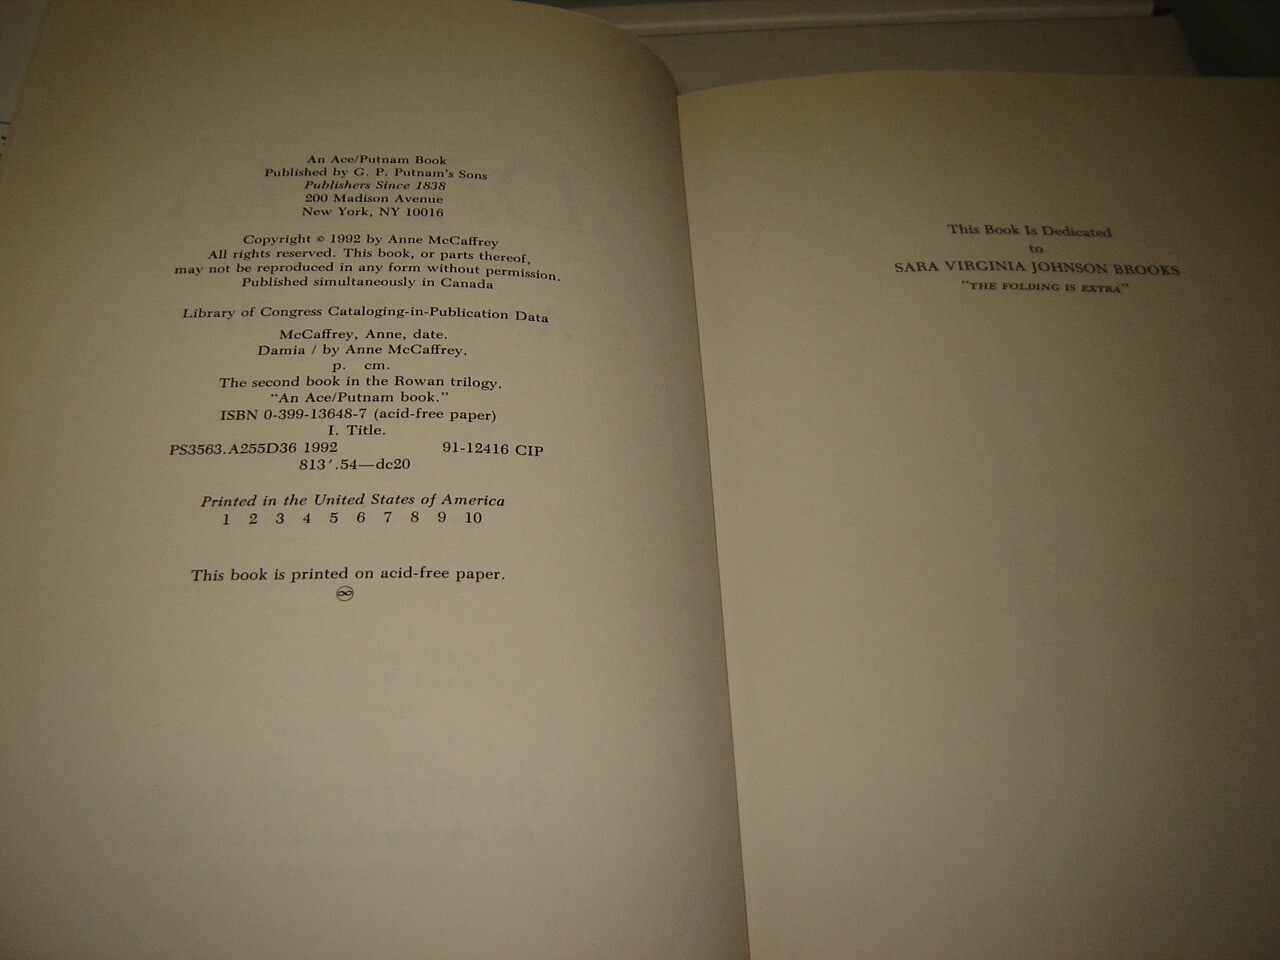 An Ace/Putnam Book
Published by G. P. Putnam's Sons
Publishers Since 1838
200 Madison Avenue
New York, NY 10016
Copyright © 1992 by Anne McCaffrey
All rights reserved. This book, or parts thereof,
may not be reproduced in any form without permission.
Published simultaneously in Canada
Library of Congress Cataloging-in-Publication Data
McCaffrey, Anne, date.
Damia / by Anne McCaffrey.
p. cm.
The second book in the Rowan trilogy.
"An Ace/Putnam book."
ISBN 0-399-13648-7 (acid-free paper)
I. Title.
PS3563.A255D36 1992 91-12416 CIP
813′.54—dc20
Printed in the United States of America
1 2 3 4 5 6 7 8 9 10
This book is printed on acid-free paper.
This Book Is Dedicated
to
SARA VIRGINIA JOHNSON BROOKS
"THE FOLDING IS EXTRA"